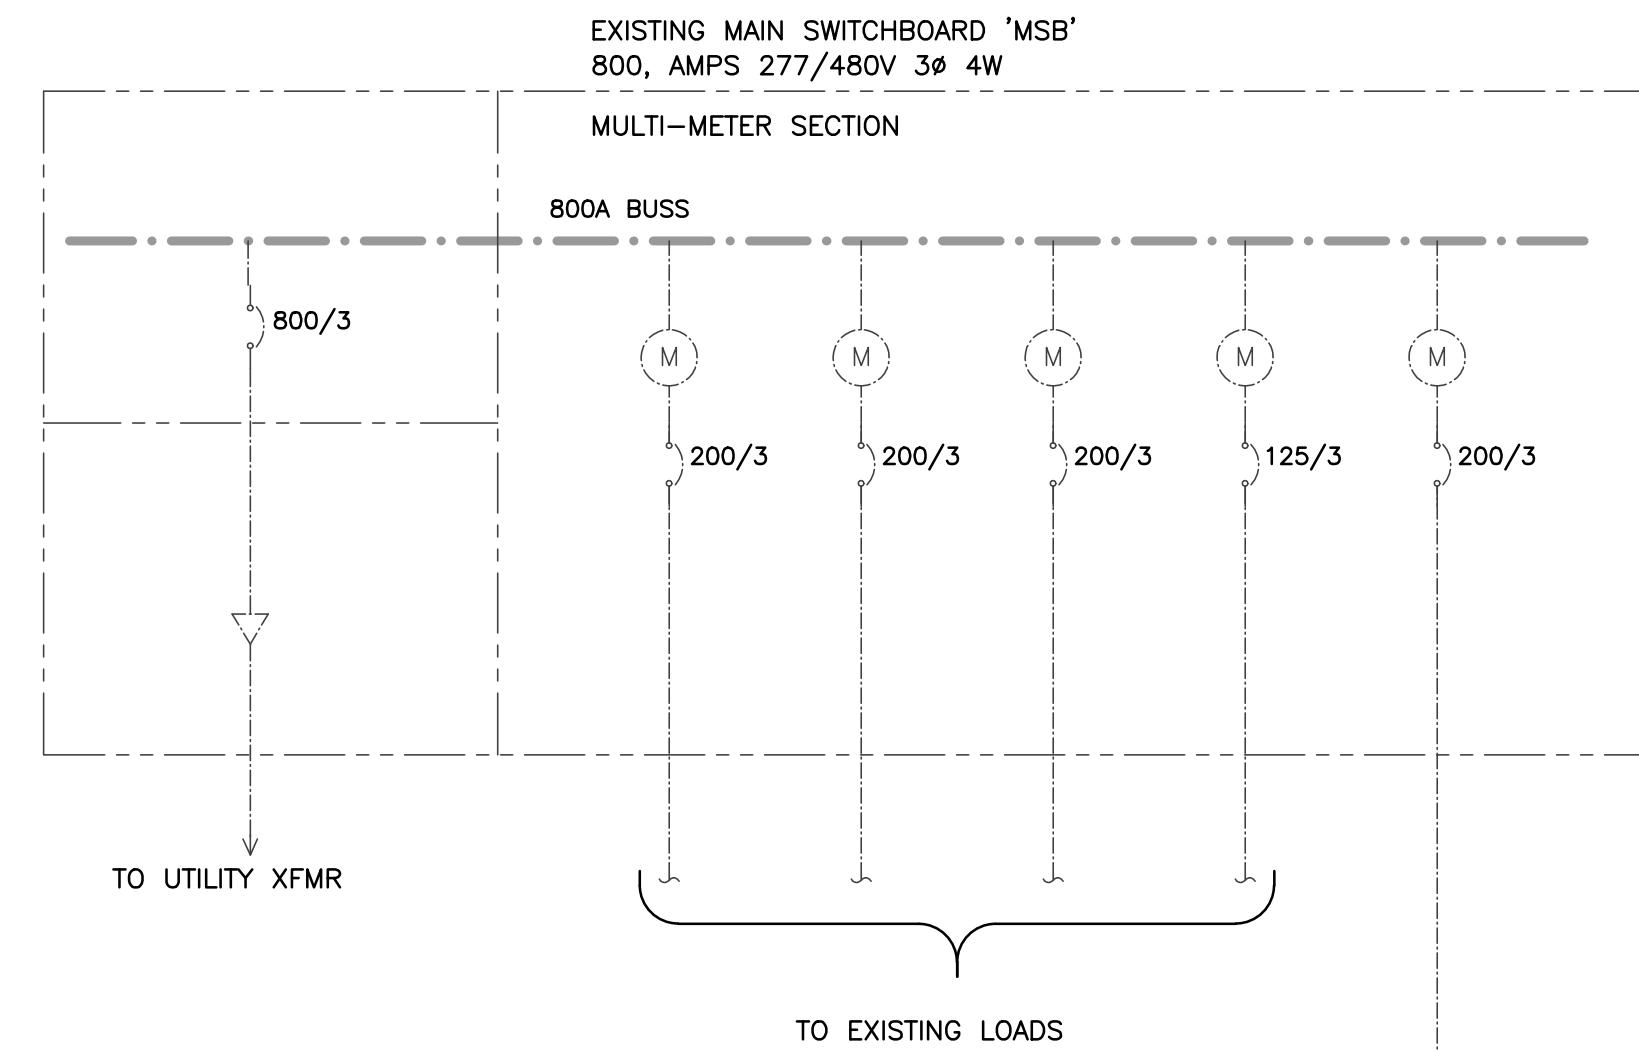 EXISTING MAIN SWITCHBOARD 'MSB'
800, AMPS 277/480V 3ø 4W
MULTI-METER SECTION
800A BUSS
800/3
M M M M M
200/3 200/3 200/3 125/3 200/3
TO UTILITY XFMR
TO EXISTING LOADS